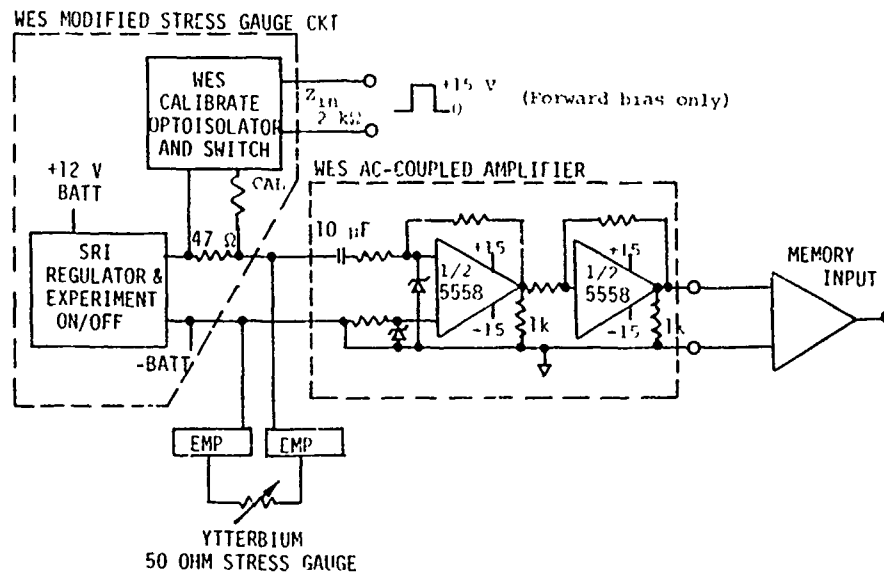 WES MODIFIED STRESS GAUGE CKT
WES
CALIBRATE
OPTOISOLATOR
AND SWITCH
Zin
2 kΩ
+15 V
0
(Forward bias only)
+12 V
BATT
CAL
47 Ω
SRI
REGULATOR &
EXPERIMENT
ON/OFF
-BATT
WES AC-COUPLED AMPLIFIER
10 µF
+15
1/2
5558
-15
1k
+15
1/2
5558
-15
1k
MEMORY
INPUT
EMP
EMP
YTTERBIUM
50 OHM STRESS GAUGE